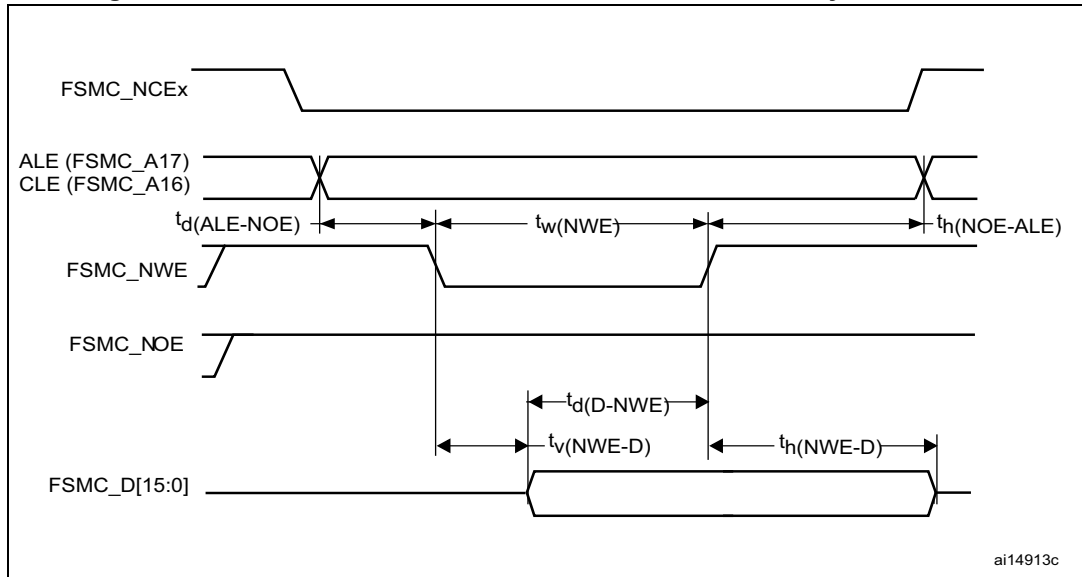 FSMC_NCEx
ALE (FSMC_A17)
CLE (FSMC_A16)
td(ALE-NOE)
tw(NWE)
th(NOE-ALE)
FSMC_NWE
FSMC_NOE
td(D-NWE)
tv(NWE-D)
th(NWE-D)
FSMC_D[15:0]
ai14913c